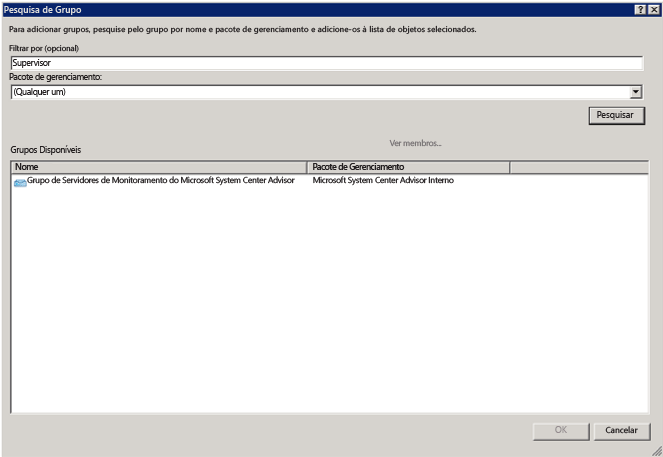 Pesquisa de Grupo
Para adicionar grupos, pesquise pelo grupo por nome e pacote de gerenciamento e adicione-os à lista de objetos selecionados.
Filtrar por (opcional)
Supervisor
Pacote de gerenciamento:
(Qualquer um)
Pesquisar
Ver membros...
Grupos Disponíveis
Nome Pacote de Gerenciamento
Grupo de Servidores de Monitoramento do Microsoft System Center Advisor Microsoft System Center Advisor Interno
OK Cancelar